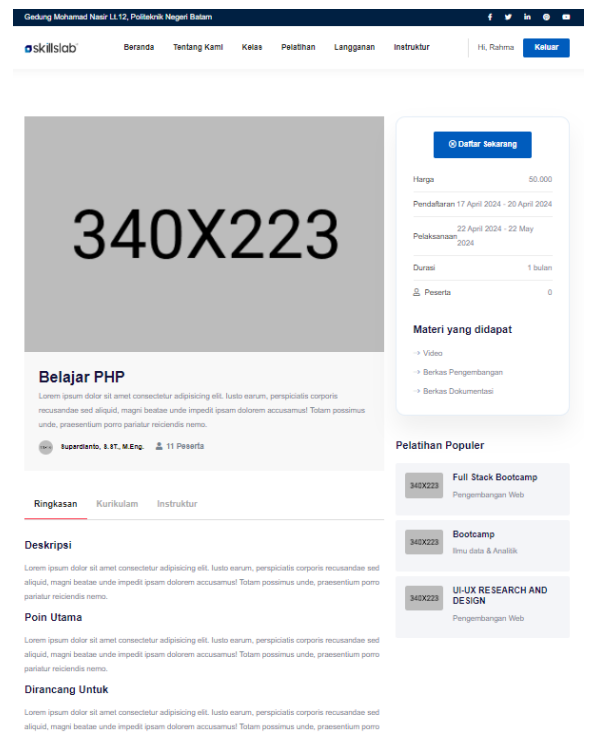 Gedung Mohamad Nasir Lt.12, Politeknik Negeri Batam
skillslab
Beranda Tentang Kami Kelas Pelatihan Langganan Instruktur Hi, Rahma Keluar
340X223
Belajar PHP
Lorem ipsum dolor sit amet consectetur adipisicing elit. Iusto earum, perspiciatis corporis
recusandae sed aliquid, magni beatae unde impedit ipsam dolorem accusamus! Totam possimus
unde, praesentium porro pariatur reiciendis nemo.
Supardianto, S.ST., M.Eng. 11 Peserta
Ringkasan Kurikulam Instruktur
Deskripsi
Lorem ipsum dolor sit amet consectetur adipisicing elit. Iusto earum, perspiciatis corporis recusandae sed
aliquid, magni beatae unde impedit ipsam dolorem accusamus! Totam possimus unde, praesentium porro
pariatur reiciendis nemo.
Poin Utama
Lorem ipsum dolor sit amet consectetur adipisicing elit. Iusto earum, perspiciatis corporis recusandae sed
aliquid, magni beatae unde impedit ipsam dolorem accusamus! Totam possimus unde, praesentium porro
pariatur reiciendis nemo.
Dirancang Untuk
Lorem ipsum dolor sit amet consectetur adipisicing elit. Iusto earum, perspiciatis corporis recusandae sed
aliquid, magni beatae unde impedit ipsam dolorem accusamus! Totam possimus unde, praesentium porro
Daftar Sekarang
Harga 50.000
Pendaftaran 17 April 2024 - 20 April 2024
Pelaksanaan 22 April 2024 - 22 May
2024
Durasi 1 bulan
Peserta 0
Materi yang didapat
Video
Berkas Pengembangan
Berkas Dokumentasi
Pelatihan Populer
340X223
Full Stack Bootcamp
Pengembangan Web
340X223
Bootcamp
Ilmu data & Analitik
340X223
UI-UX RESEARCH AND
DESIGN
Pengembangan Web